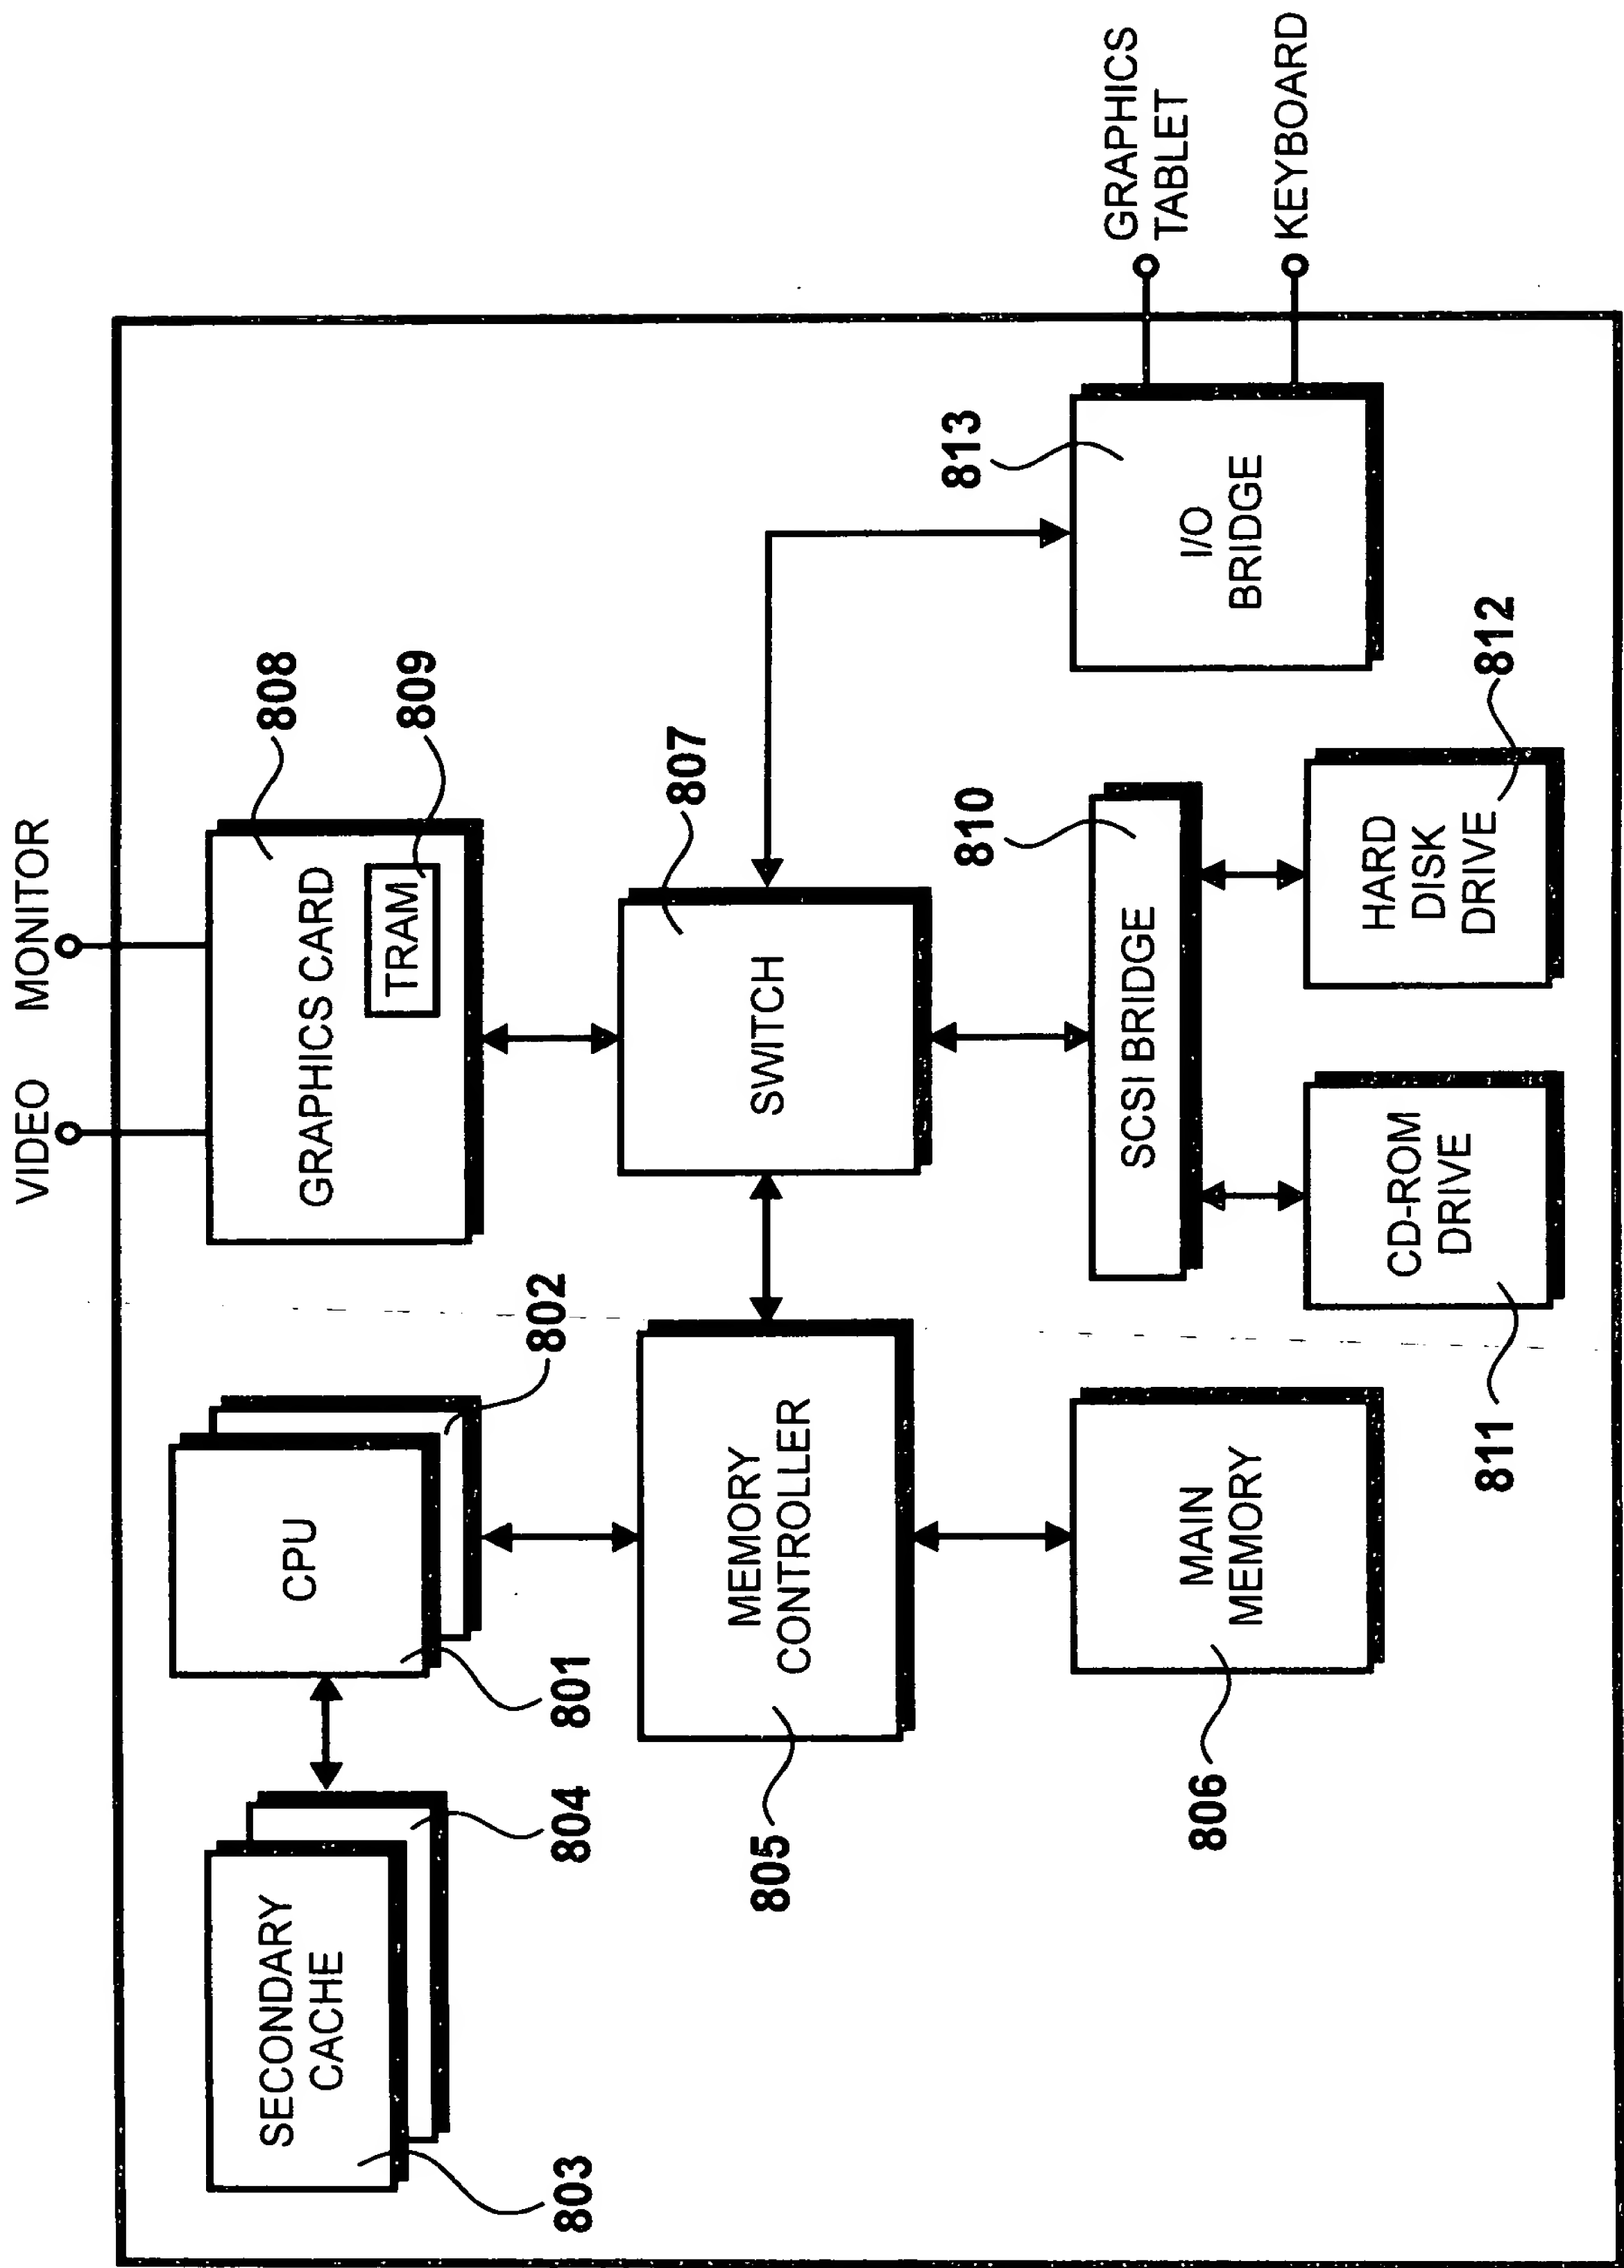 VIDEO
MONITOR
SECONDARY
CACHE
803
804
CPU
801
802
GRAPHICS CARD
TRAM
808
809
MEMORY
CONTROLLER
805
SWITCH
807
MAIN
MEMORY
806
SCSI BRIDGE
810
I/O
BRIDGE
813
GRAPHICS
TABLET
KEYBOARD
CD-ROM
DRIVE
811
HARD
DISK
DRIVE
812